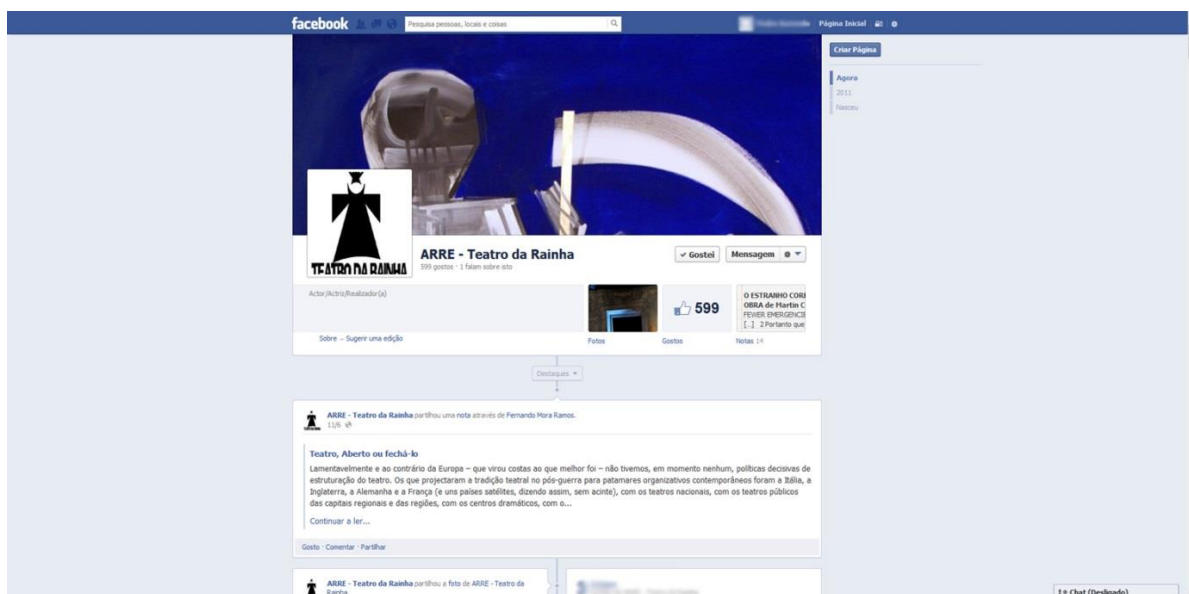 facebook
Pesquisa pessoas, locais e coisas
Página Inicial
Criar Página
Agora
2011
Nasceu
TEATRO DA RAINHA
ARRE - Teatro da Rainha
599 gostos · 1 falam sobre isto
Gostei
Mensagem
Actor/Actriz/Realizador(a)
599
O ESTRANHO COR
OBRA de Martin C
FEWER EMERGENCIE
[...] 2 Portanto que
Sobre – Sugerir uma edição
Fotos
Gostos
Notas 14
Destaques
ARRE - Teatro da Rainha partilhou uma nota através de Fernando Mora Ramos.
11/6
Teatro, Aberto ou fechá-lo
Lamentavelmente e ao contrário da Europa – que virou costas ao que melhor foi – não tivemos, em momento nenhum, políticas decisivas de
estruturação do teatro. Os que projectaram a tradição teatral no pós-guerra para patamares organizativos contemporâneos foram a Itália, a
Inglaterra, a Alemanha e a França (e uns países satélites, dizendo assim, sem acinte), com os teatros nacionais, com os teatros públicos
das capitais regionais e das regiões, com os centros dramáticos, com o...
Continuar a ler...
Gosto · Comentar · Partilhar
ARRE - Teatro da Rainha partilhou a foto de ARRE - Teatro da
Rainha
Chat (Desligado)